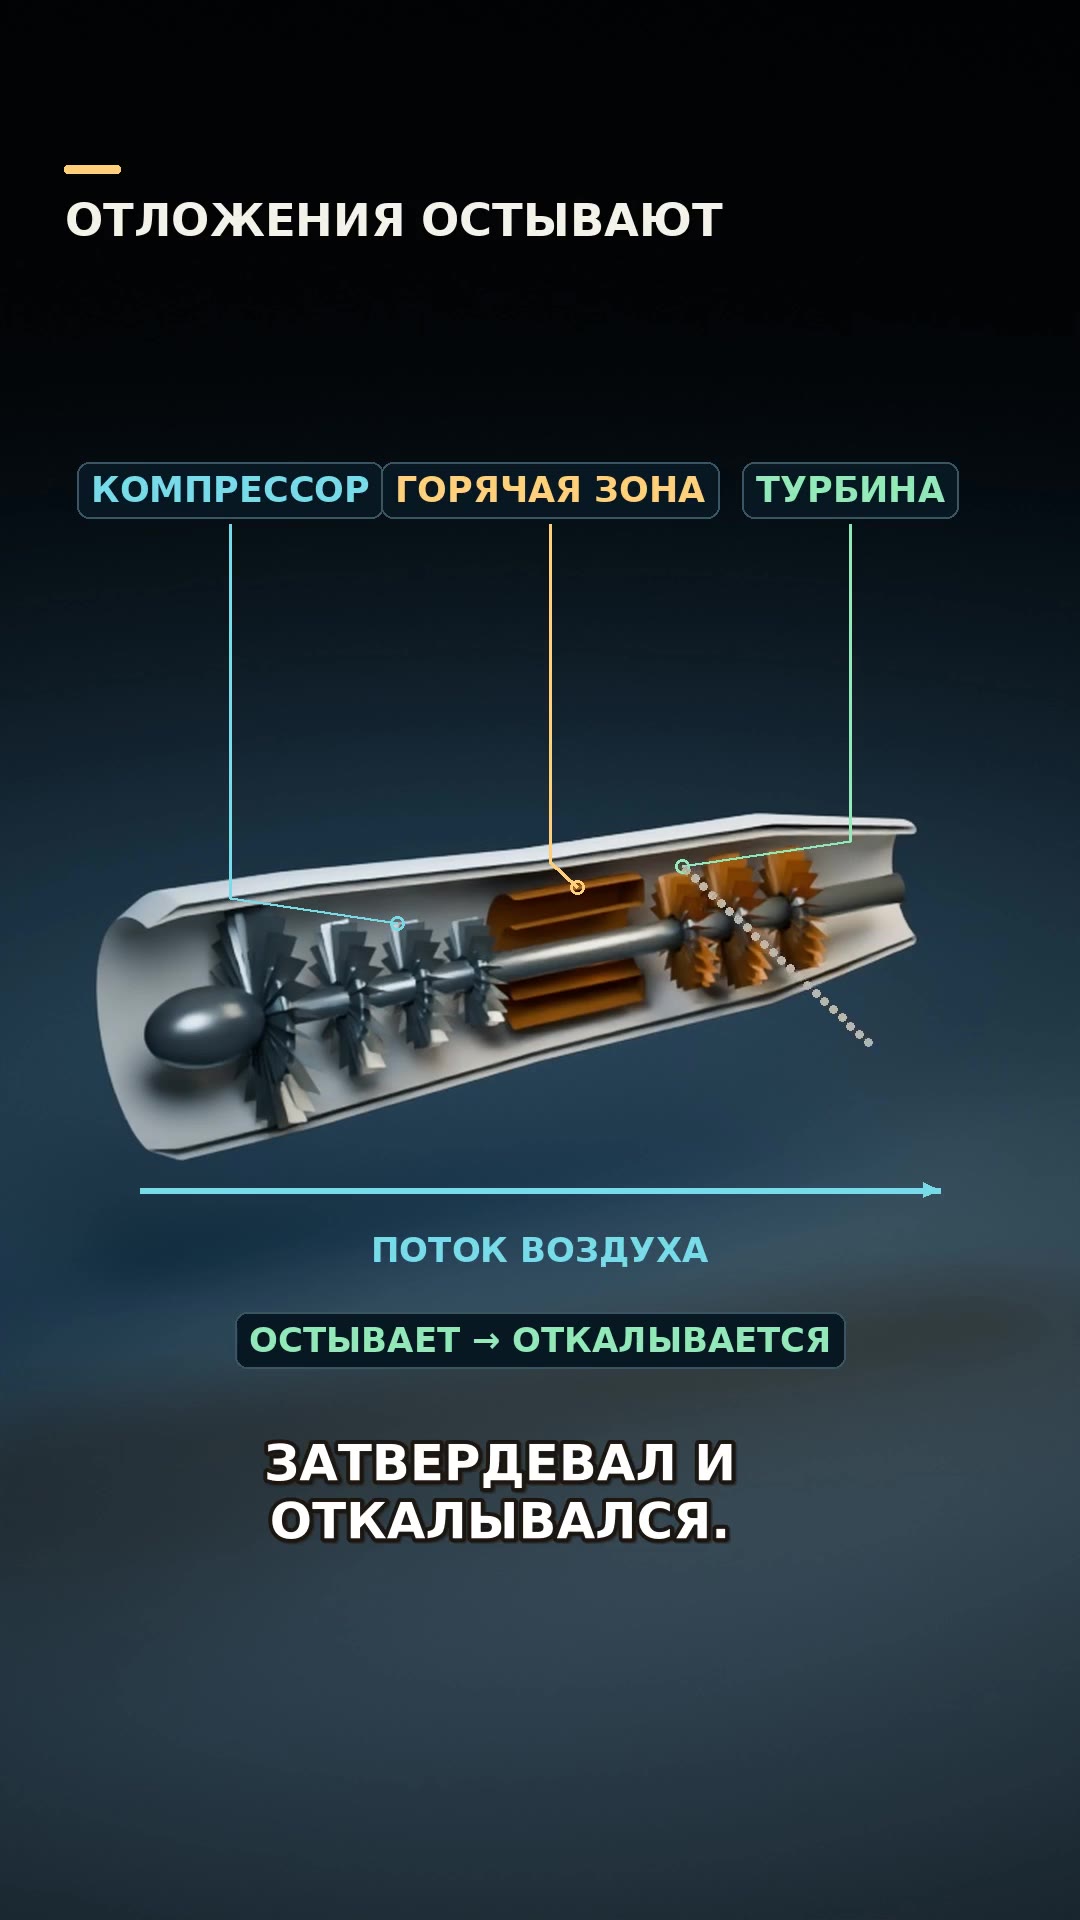 ОТЛОЖЕНИЯ ОСТЫВАЮТ
КОМПРЕССОР ГОРЯЧАЯ ЗОНА ТУРБИНА
ПОТОК ВОЗДУХА
ОСТЫВАЕТ → ОТКАЛЫВАЕТСЯ
ЗАТВЕРДЕВАЛ И
ОТКАЛЫВАЛСЯ.